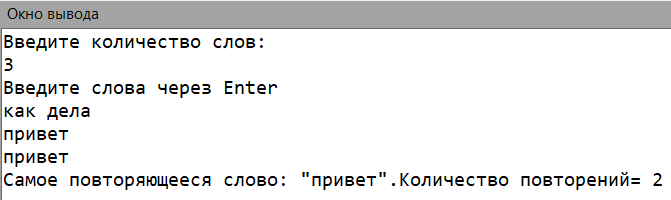 Окно вывода
Введите количество слов:
3
Введите слова через Enter
как дела
привет
привет
Самое повторяющееся слово: "привет".Количество повторений= 2